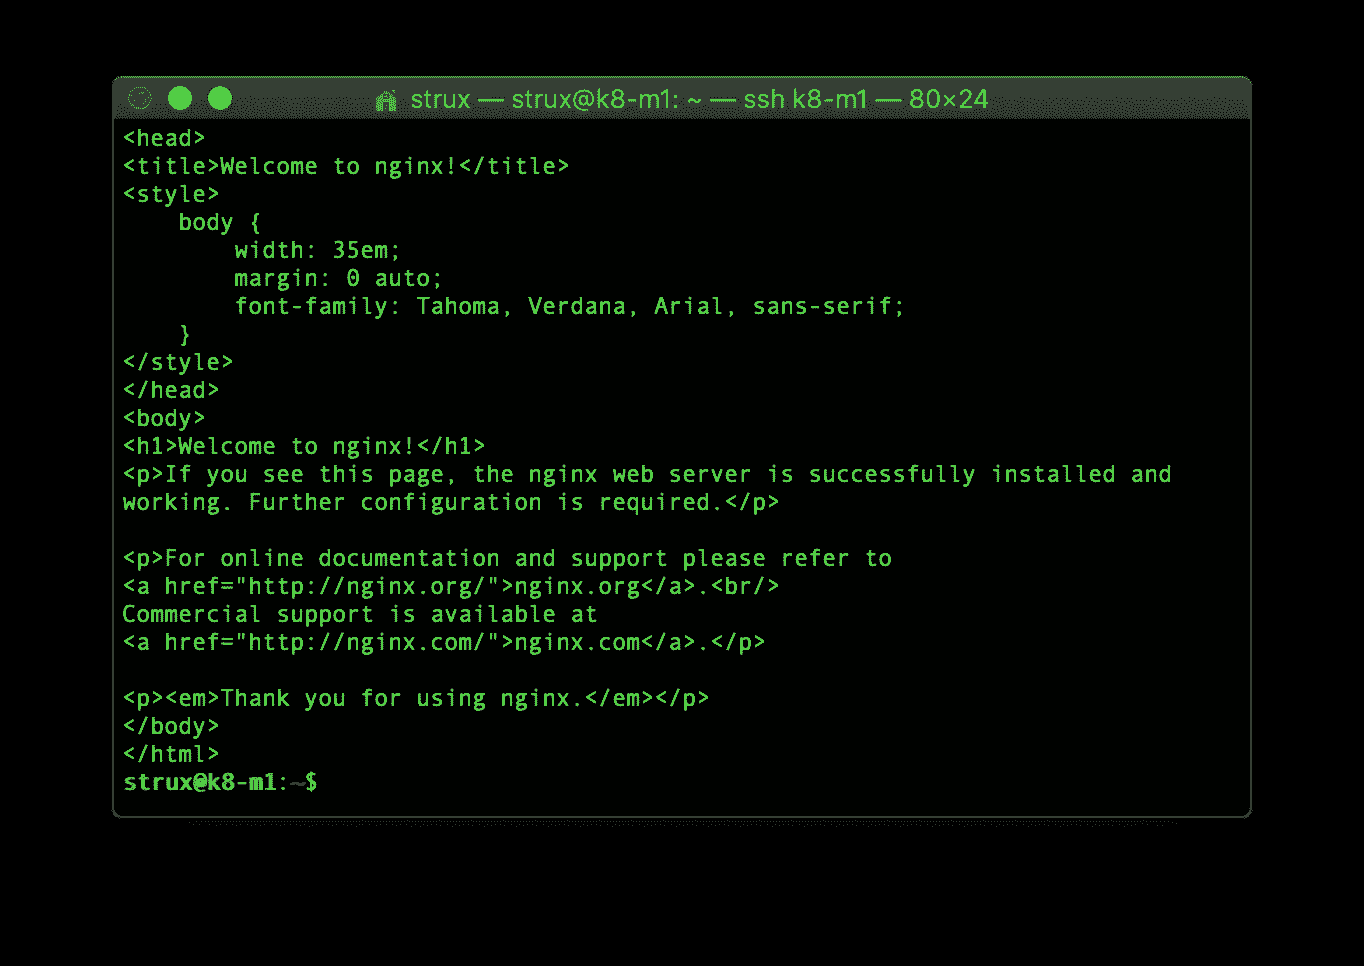 strux — strux@k8-m1: ~ — ssh k8-m1 — 80×24
<head>
<title>Welcome to nginx!</title>
<style>
    body {
        width: 35em;
        margin: 0 auto;
        font-family: Tahoma, Verdana, Arial, sans-serif;
    }
</style>
</head>
<body>
<h1>Welcome to nginx!</h1>
<p>If you see this page, the nginx web server is successfully installed and
working. Further configuration is required.</p>

<p>For online documentation and support please refer to
<a href="http://nginx.org/">nginx.org</a>.<br/>
Commercial support is available at
<a href="http://nginx.com/">nginx.com</a>.</p>

<p><em>Thank you for using nginx.</em></p>
</body>
</html>
strux@k8-m1:~$